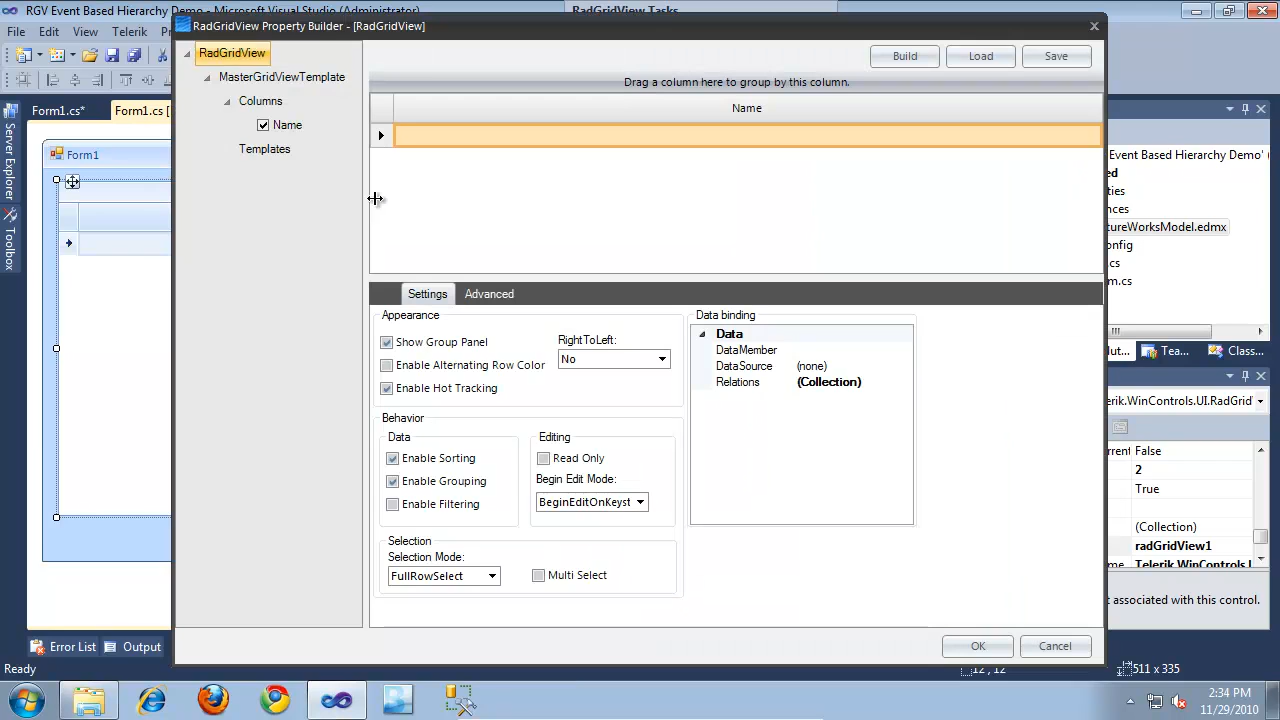 RGV Event Based Hierarchy Demo - Microsoft Visual Studio (Administrator)
RadGridView Tasks
RadGridView Property Builder - [RadGridView]
File Edit View Telerik
RadGridView
Build Load Save
MasterGridViewTemplate
Drag a column here to group by this column.
Columns
Name
Name
Form1.cs*
Form1.cs [
Templates
Server Explorer
Toolbox
Form1
Event Based Hierarchy Demo'
ed
ties
nces
tureWorksModel.edmx
onfig
.cs
m.cs
Settings Advanced
Appearance
Show Group Panel
Enable Alternating Row Color
Enable Hot Tracking
RightToLeft:
No
Behavior
Data
Enable Sorting
Enable Grouping
Enable Filtering
Editing
Read Only
Begin Edit Mode:
BeginEditOnKeyst
Selection
Selection Mode:
FullRowSelect
Multi Select
Data binding
Data
DataMember
DataSource (none)
Relations (Collection)
lut... Tea... Class...
erik.WinControls.UI.RadGrid
rrent False
2
True
(Collection)
radGridView1
me Telerik.WinControls.U
t associated with this control.
OK Cancel
Error List Output
Ready
12 , 12
511 x 335
2:34 PM
11/29/2010